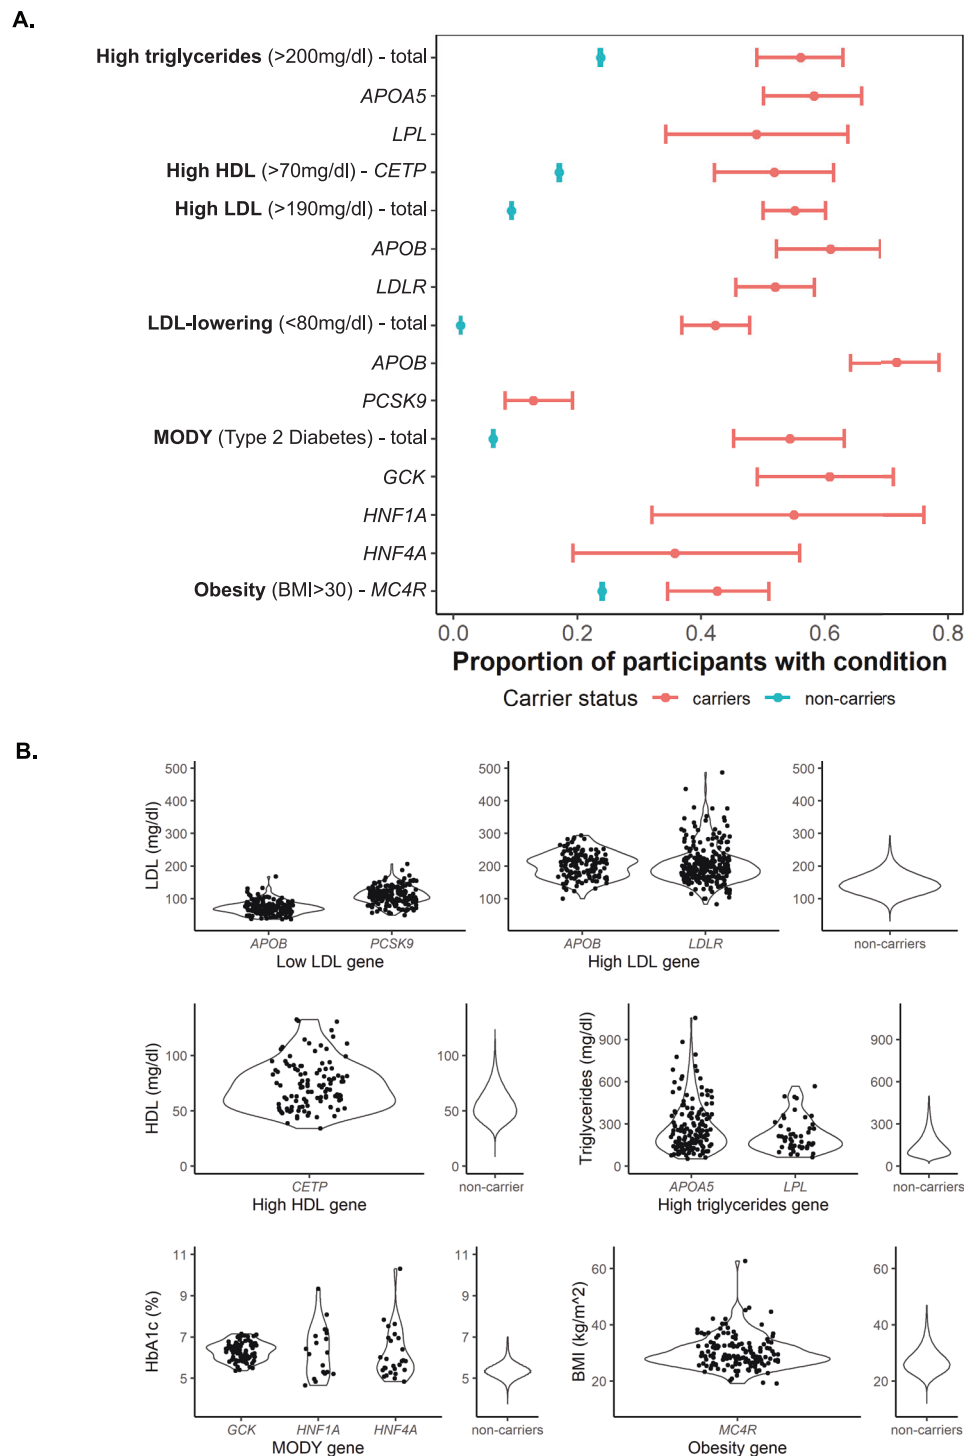 A.
High triglycerides (>200mg/dl) - total
APOA5
LPL
High HDL (>70mg/dl) - CETP
High LDL (>190mg/dl) - total
APOB
LDLR
LDL-lowering (<80mg/dl) - total
APOB
PCSK9
MODY (Type 2 Diabetes) - total
GCK
HNF1A
HNF4A
Obesity (BMI>30) - MC4R
0.0 0.2 0.4 0.6 0.8
Proportion of participants with condition
Carrier status carriers non-carriers
B.
LDL (mg/dl)
500
400
300
200
100
APOB PCSK9
Low LDL gene
500
400
300
200
100
APOB LDLR
High LDL gene
500
400
300
200
100
non-carriers
HDL (mg/dl)
100
50
0
CETP
High HDL gene
100
50
0
non-carrier
Triglycerides (mg/dl)
900
600
300
0
APOA5 LPL
High triglycerides gene
900
600
300
0
non-carriers
HbA1c (%)
11
9
7
5
GCK HNF1A HNF4A
MODY gene
11
9
7
5
non-carriers
BMI (kg/m^2)
60
40
20
MC4R
Obesity gene
60
40
20
non-carriers